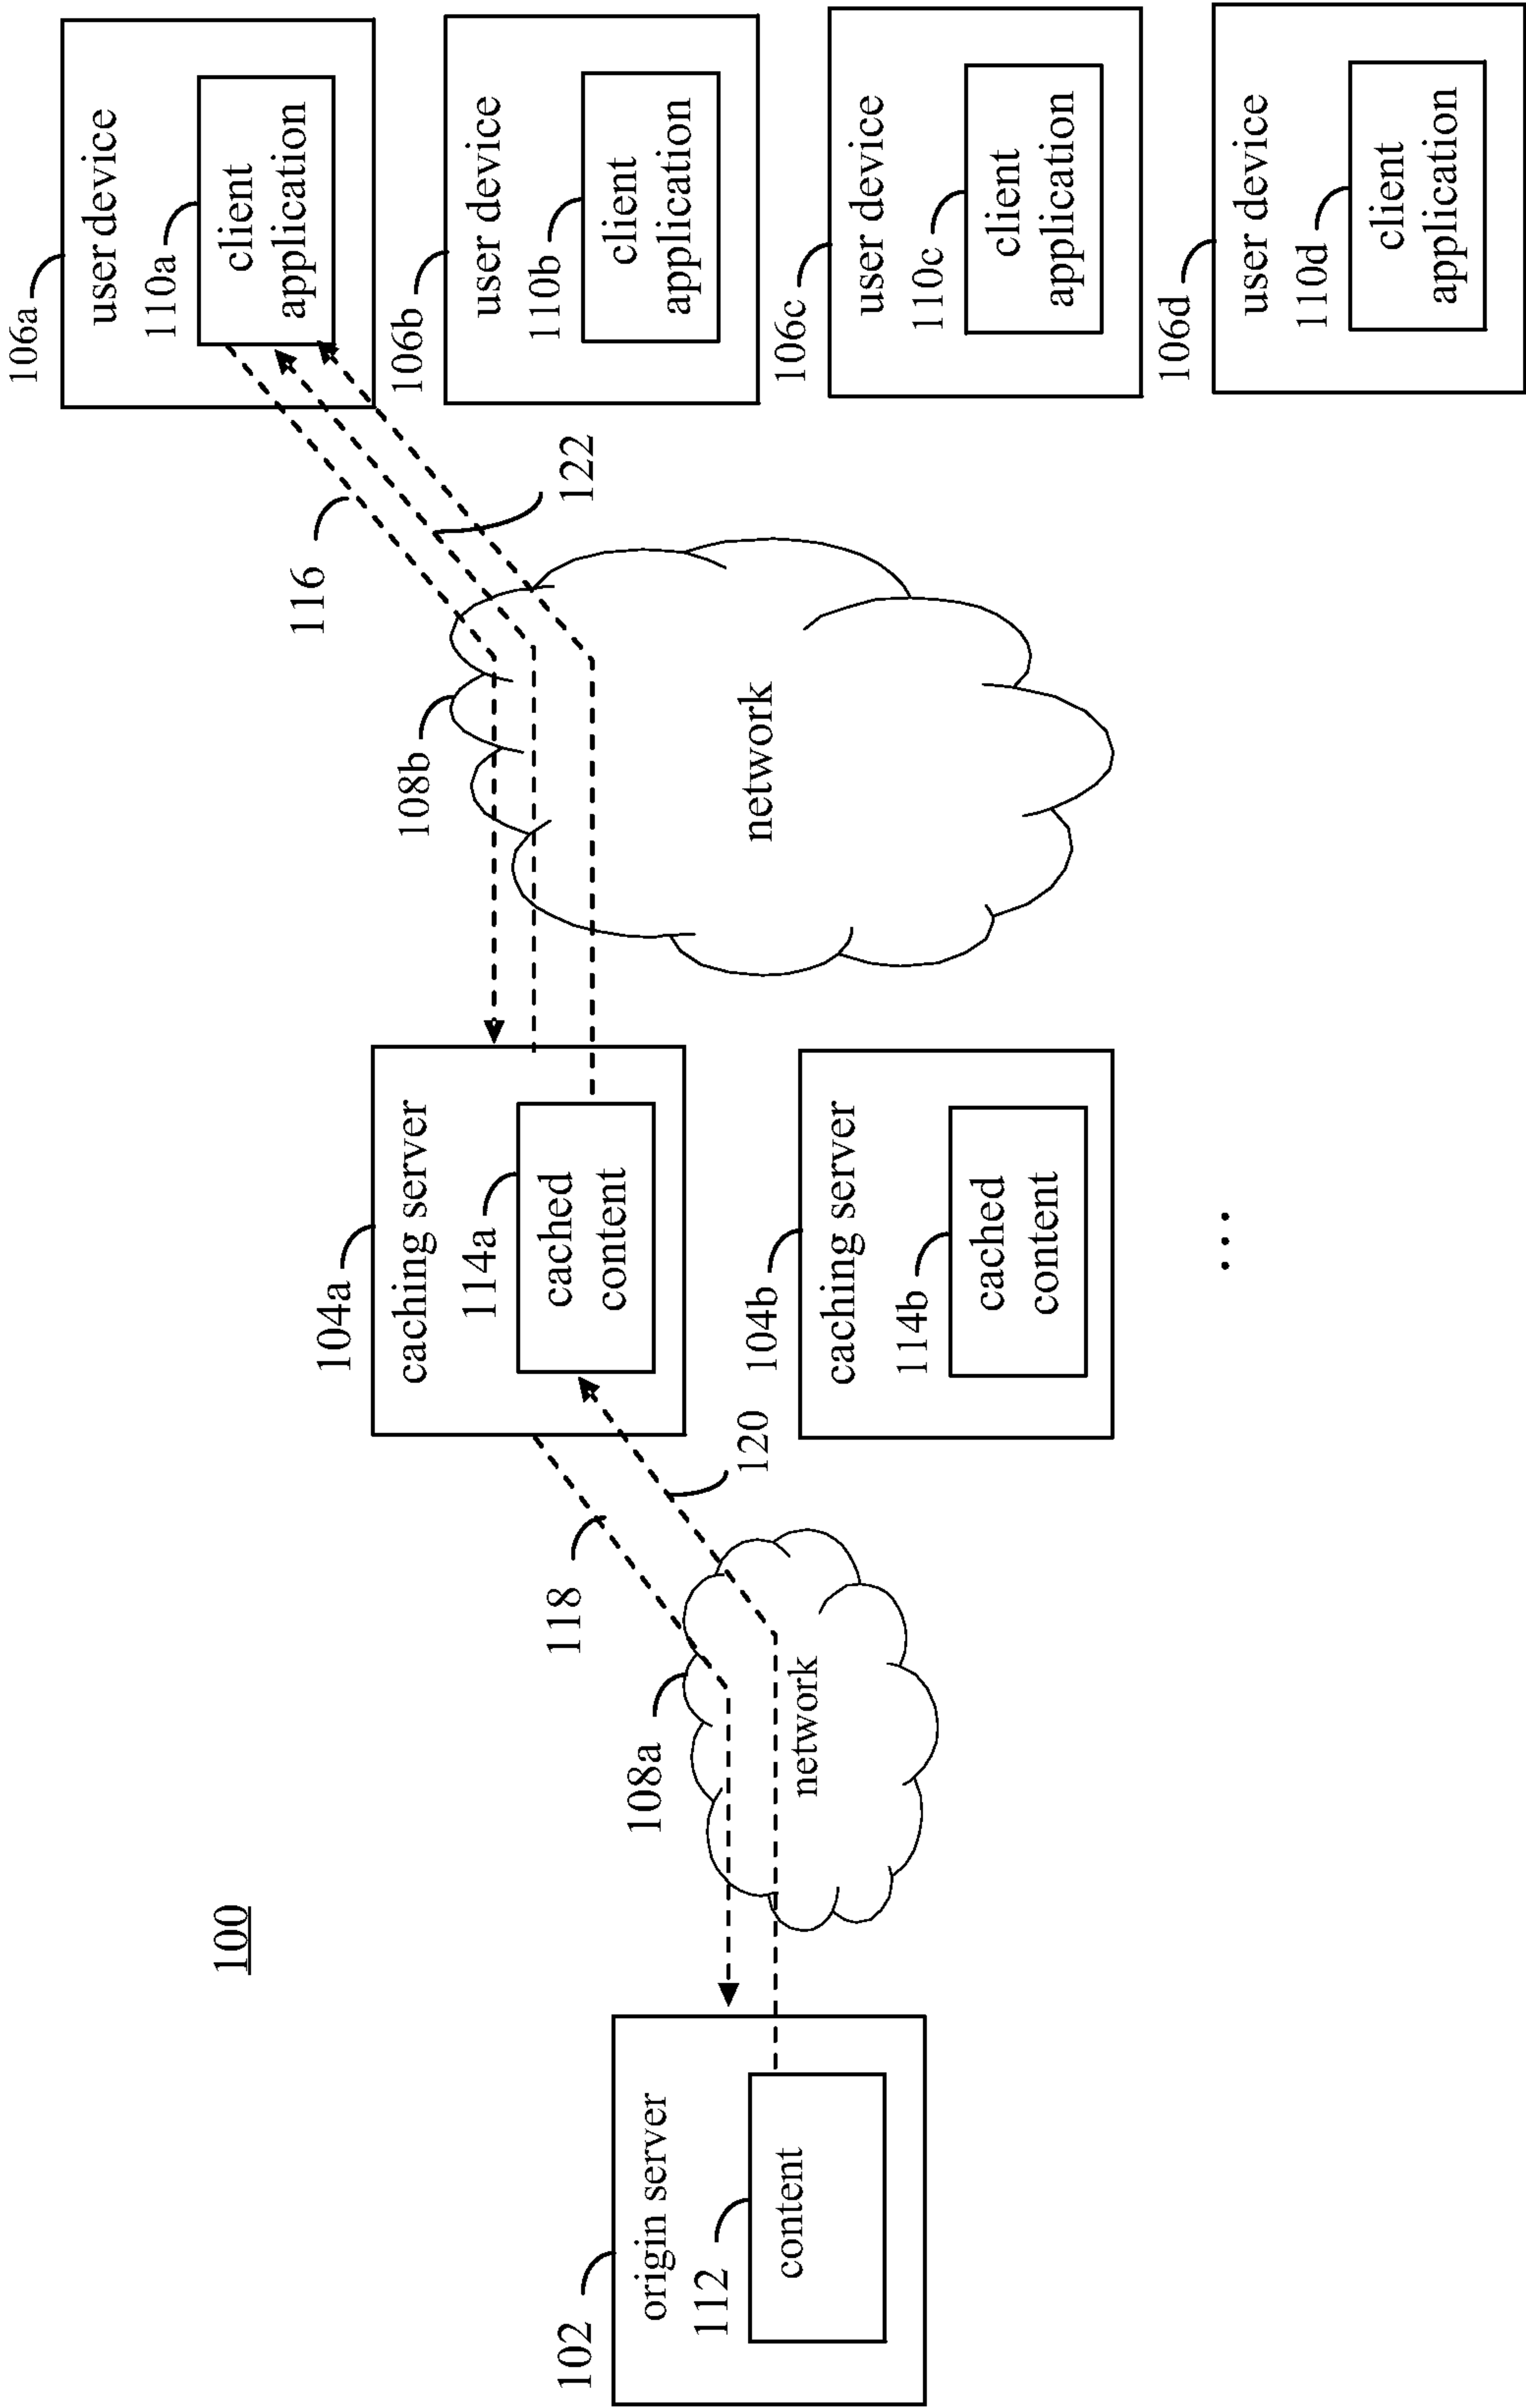 100
102
origin server
112
content
108a
network
118
120
104a
caching server
114a
cached
content
104b
caching server
114b
cached
content
...
108b
network
116
122
106a
user device
110a
client
application
106b
user device
110b
client
application
106c
user device
110c
client
application
106d
user device
110d
client
application